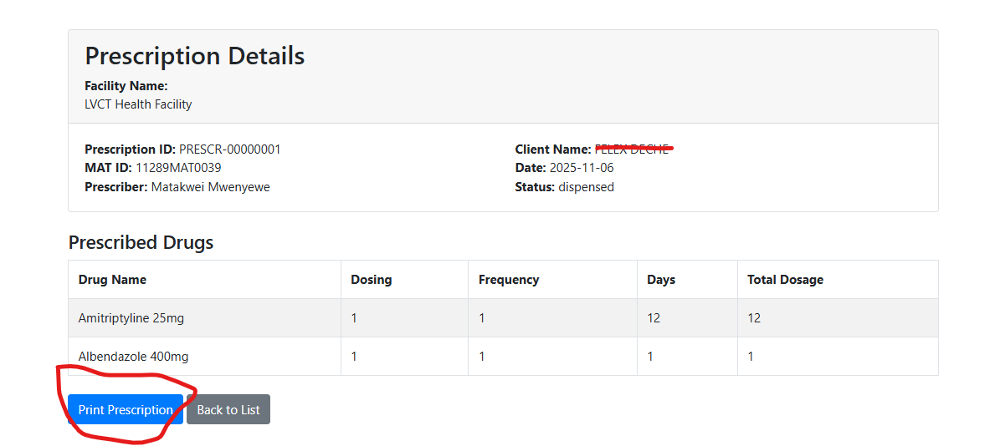 Prescription Details
Facility Name:
LVCT Health Facility
Prescription ID: PRESCR-00000001
Client Name:
MAT ID: 11289MAT0039
Date: 2025-11-06
Prescriber: Matakwei Mwenyewe
Status: dispensed
Prescribed Drugs
Drug Name Dosing Frequency Days Total Dosage
Amitriptyline 25mg 1 1 12 12
Albendazole 400mg 1 1 1 1
Print Prescription Back to List